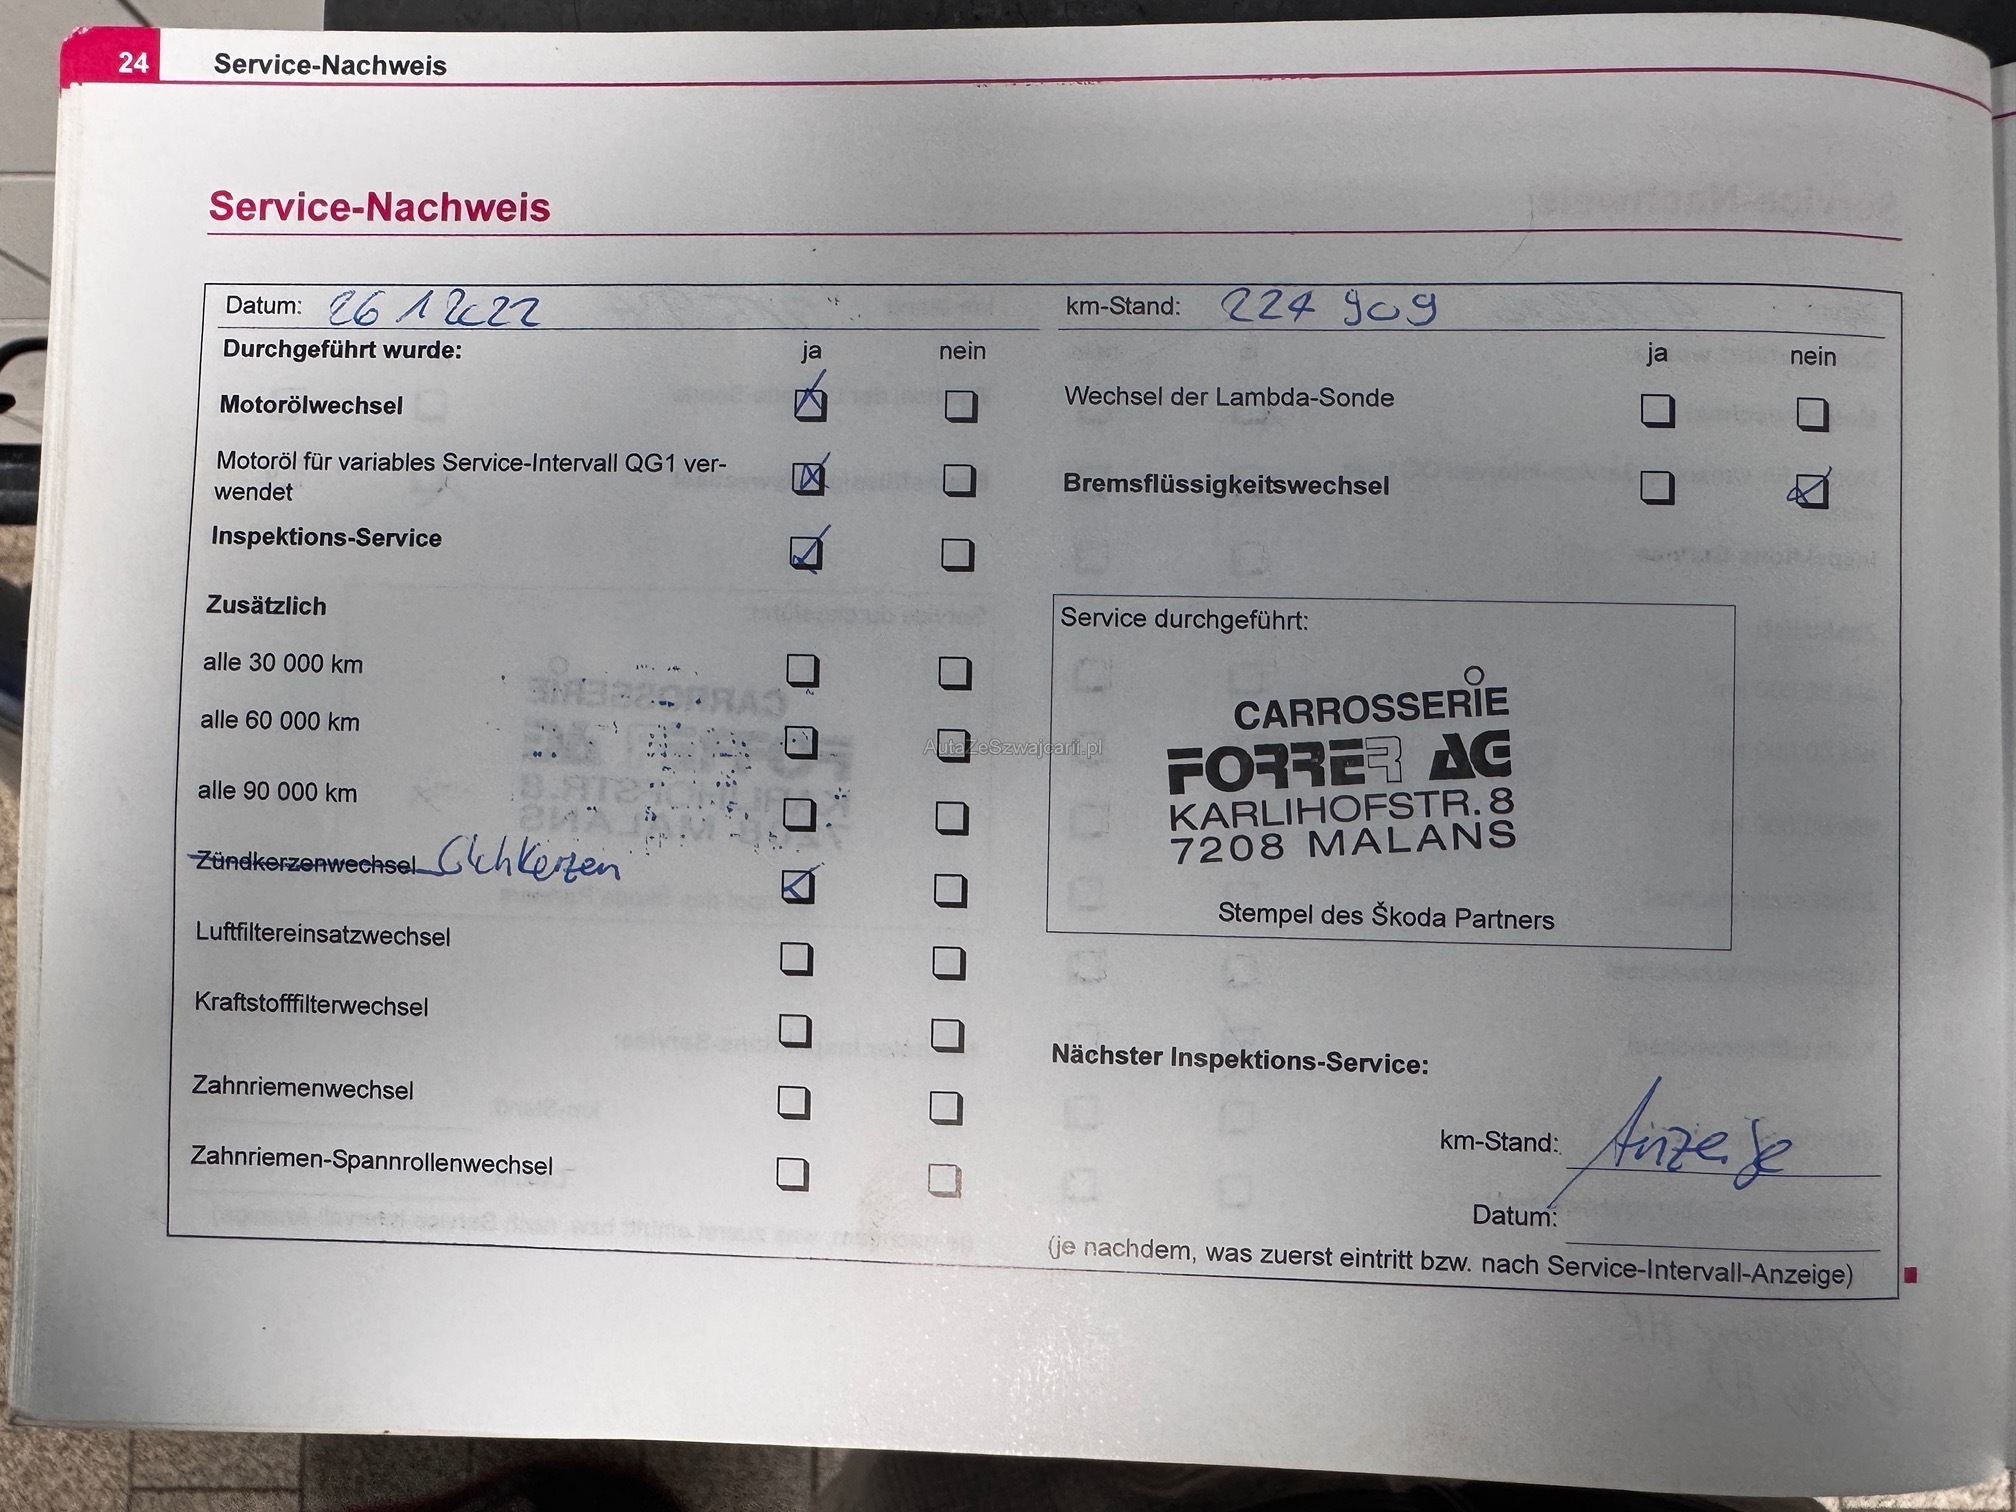 24 Service-Nachweis
Service-Nachweis
Datum: 26 1 2022
km-Stand: 224 909
Durchgeführt wurde: ja nein
ja nein
Motorölwechsel
Wechsel der Lambda-Sonde
Motoröl für variables Service-Intervall QG1 ver-
wendet
Bremsflüssigkeitswechsel
Inspektions-Service
Zusätzlich
alle 30 000 km
alle 60 000 km
alle 90 000 km
Zündkerzenwechsel Glühkerzen
Luftfiltereinsatzwechsel
Kraftstofffilterwechsel
Zahnriemenwechsel
Zahnriemen-Spannrollenwechsel
Service durchgeführt:
CARROSSERIE
FORRER AG
KARLIHOFSTR. 8
7208 MALANS
Stempel des Škoda Partners
AutaZeSzwajcarii.pl
Nächster Inspektions-Service:
km-Stand: Anzeige
Datum:
(je nachdem, was zuerst eintritt bzw. nach Service-Intervall-Anzeige)